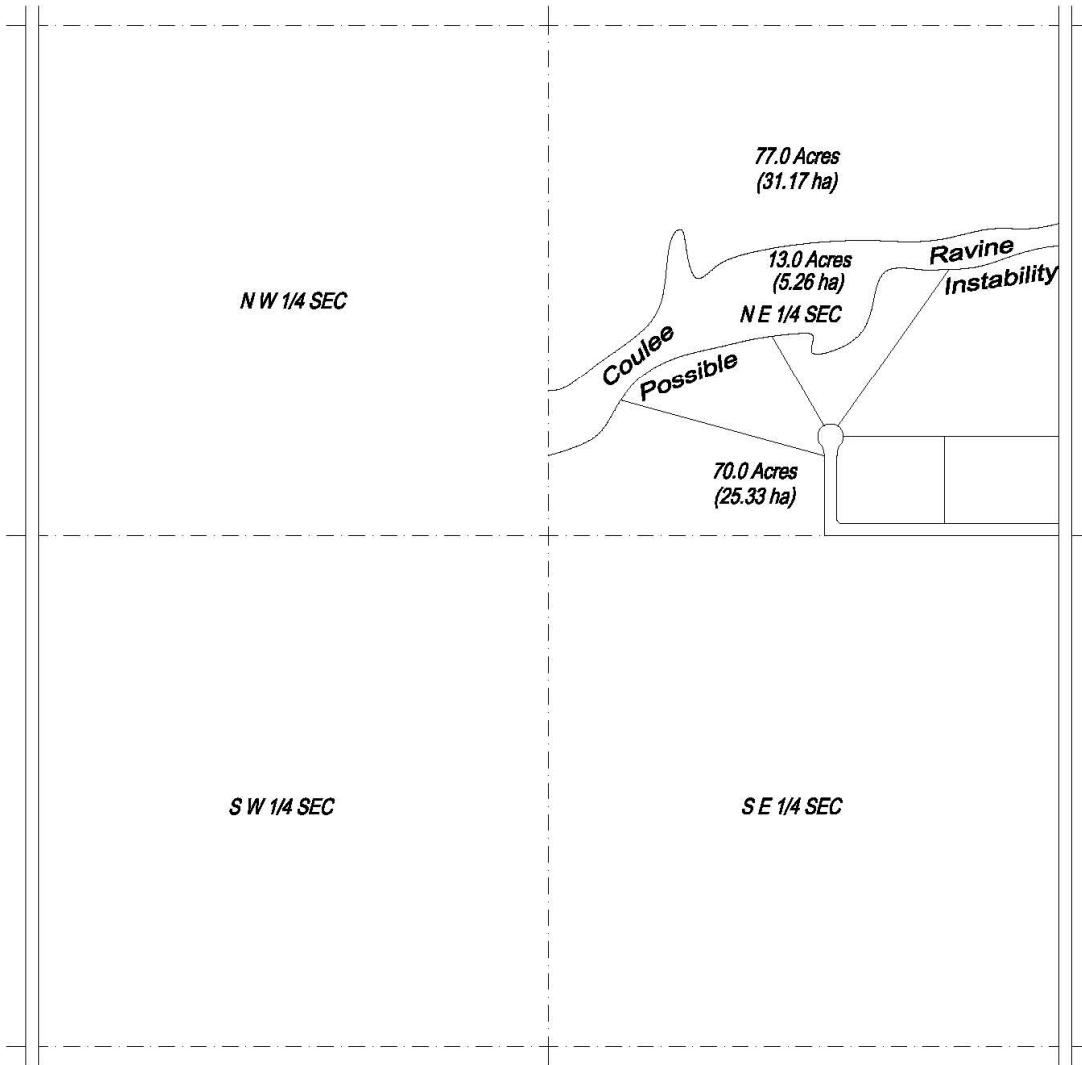 77.0 Acres
(31.17 ha)
Ravine
13.0 Acres
(5.26 ha)
Instability
N W 1/4 SEC
N E 1/4 SEC
Coulee
Possible
70.0 Acres
(25.33 ha)
S W 1/4 SEC
S E 1/4 SEC